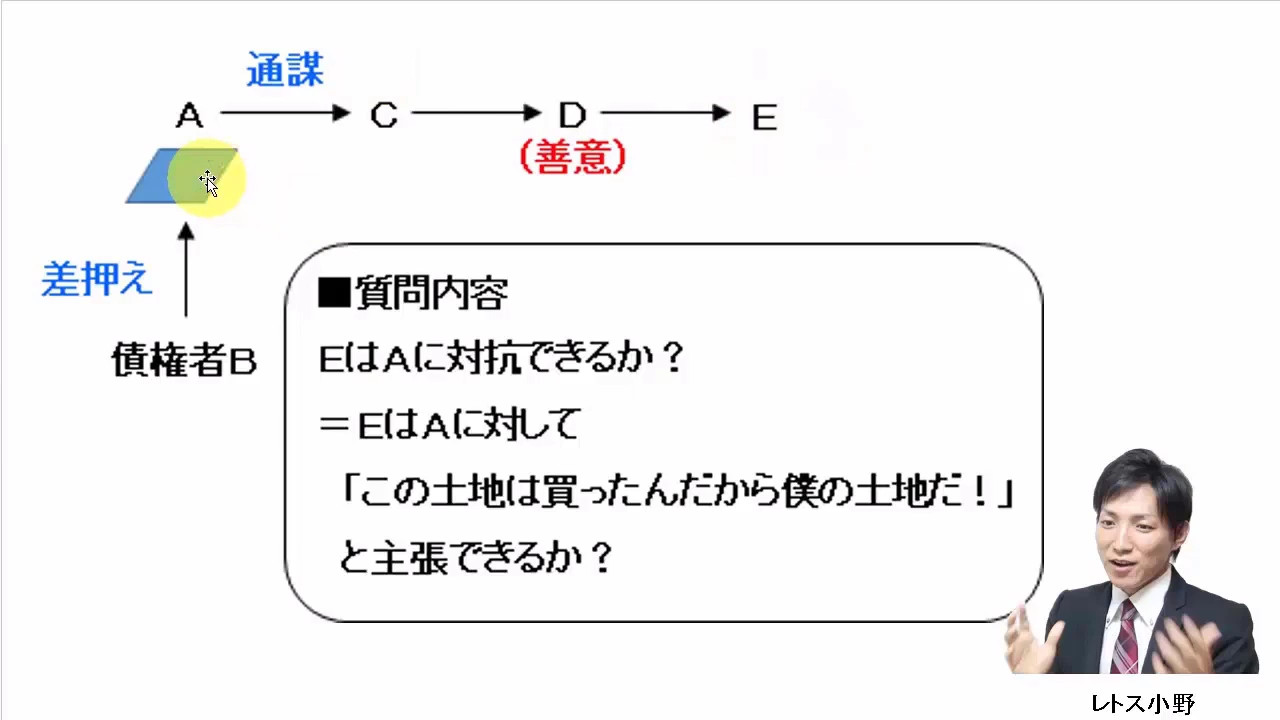 通謀
A C D E
(善意)
差押え
債権者B
■質問内容
EはAに対抗できるか？
＝EはAに対して
「この土地は買ったんだから僕の土地だ！」
と主張できるか？
レトス小野